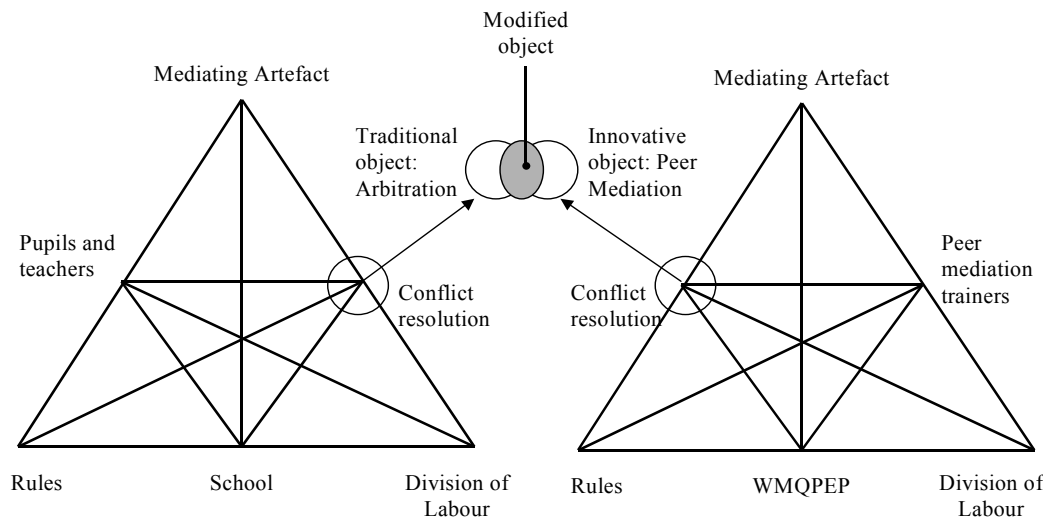 Modified
object
Mediating Artefact
Mediating Artefact
Traditional
object:
Arbitration
Innovative
object: Peer
Mediation
Pupils and
teachers
Conflict
resolution
Conflict
resolution
Peer
mediation
trainers
Rules
School
Division of
Labour
Rules
WMQPEP
Division of
Labour